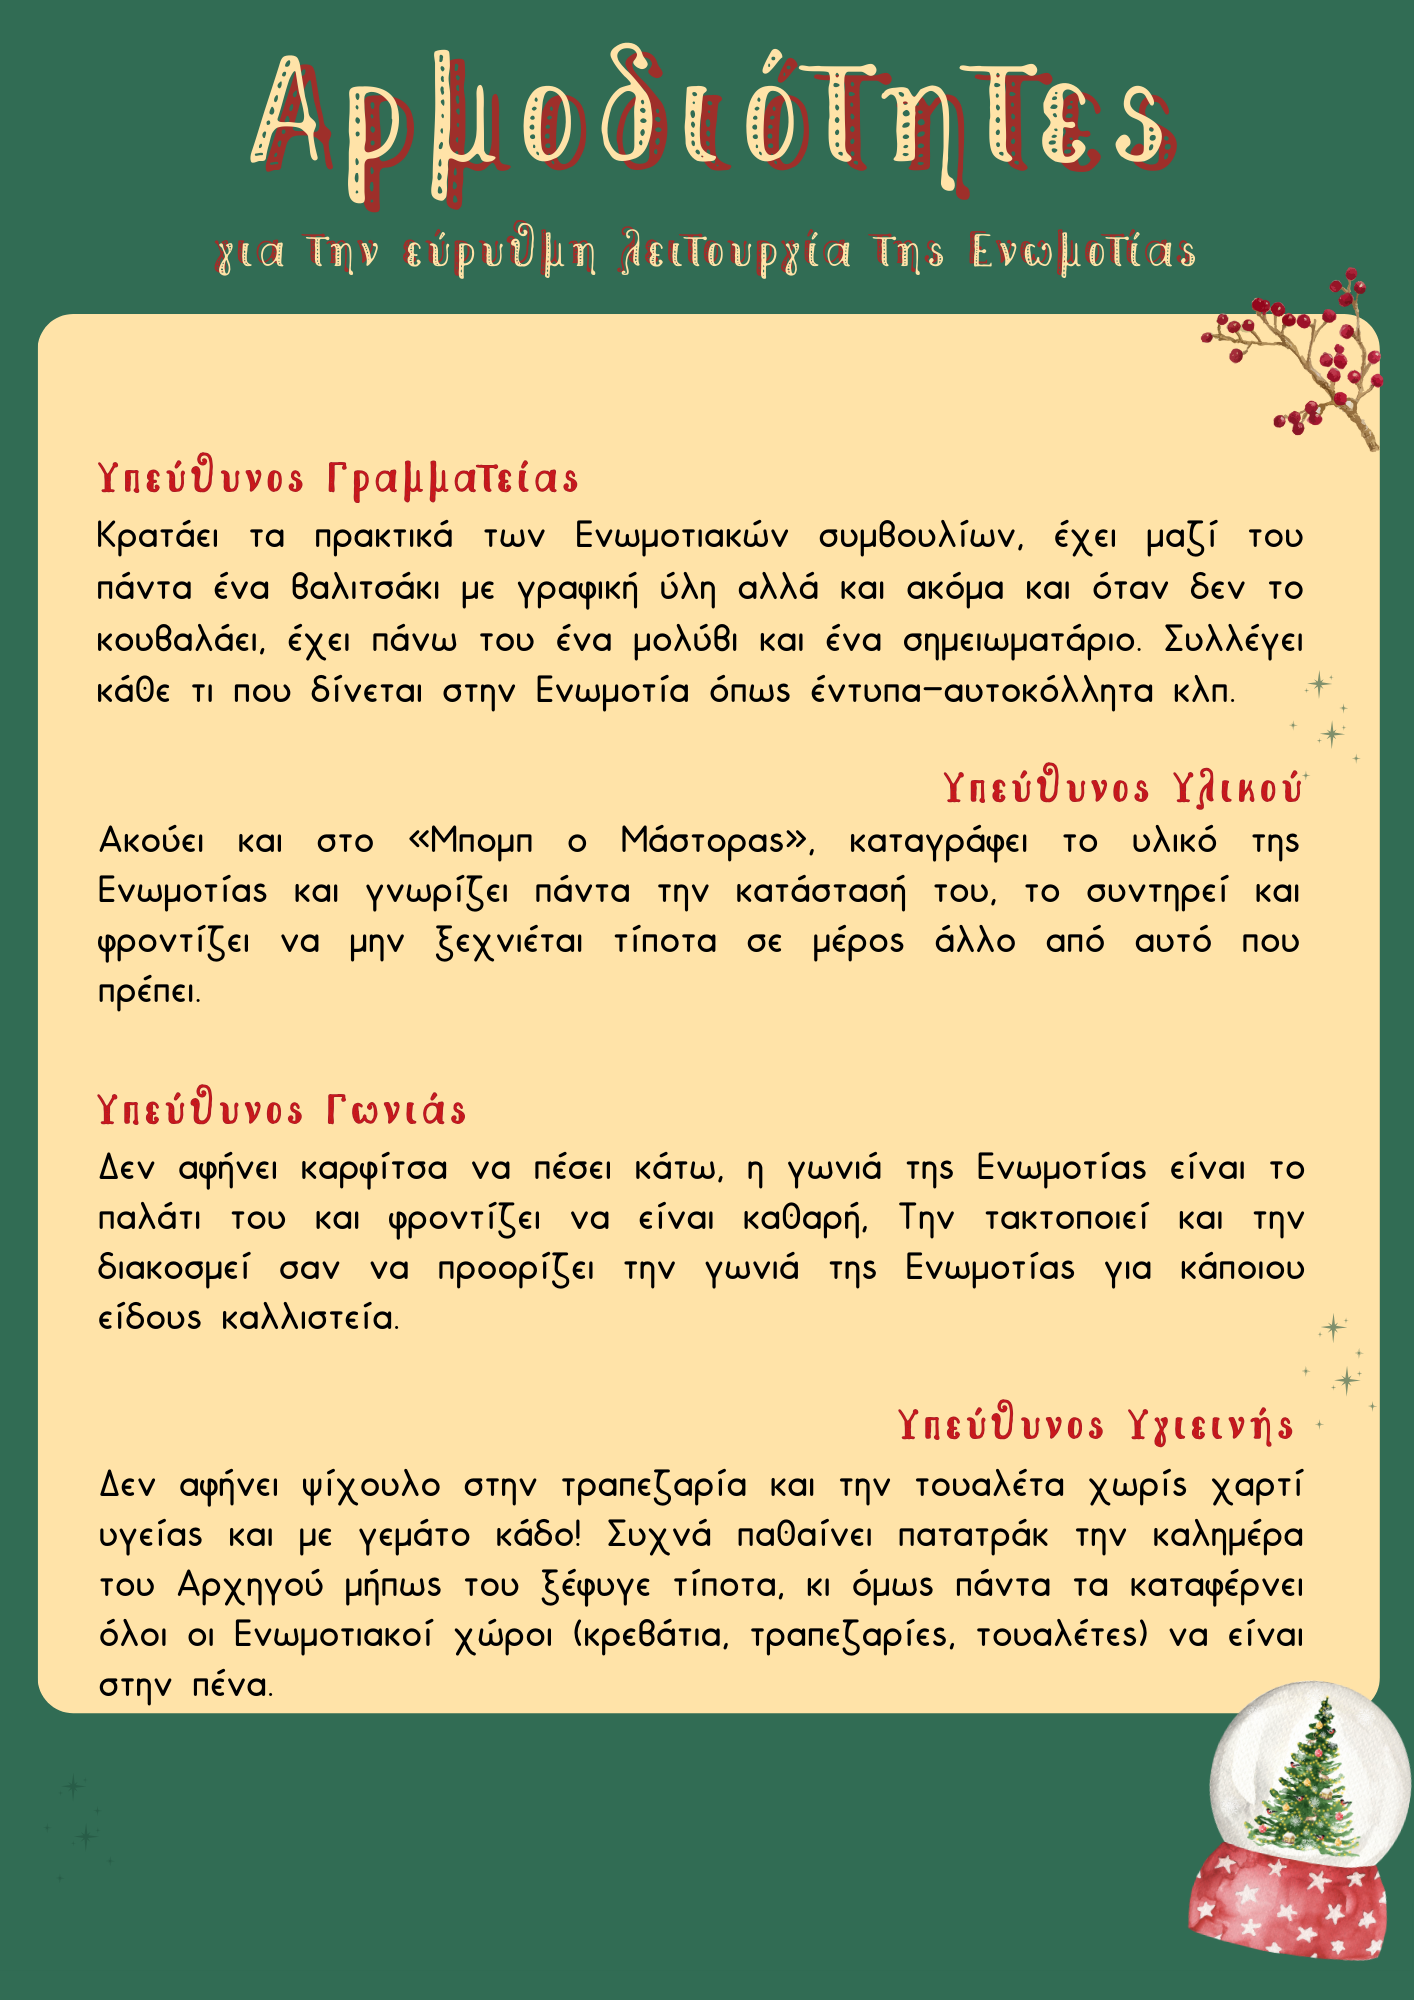 Αρμοδιότητες
για την εύρυθμη λειτουργία της Ενωμοτίας
Υπεύθυνος Γραμματείας
Κρατάει τα πρακτικά των Ενωμοτιακών συμβουλίων, έχει μαζί του
πάντα ένα βαλιτσάκι με γραφική ύλη αλλά και ακόμα και όταν δεν το
κουβαλάει, έχει πάνω του ένα μολύβι και ένα σημειωματάριο. Συλλέγει
κάθε τι που δίνεται στην Ενωμοτία όπως έντυπα-αυτοκόλλητα κλπ.
Υπεύθυνος Υλικού
Ακούει και στο «Μπομπ ο Μάστορας», καταγράφει το υλικό της
Ενωμοτίας και γνωρίζει πάντα την κατάστασή του, το συντηρεί και
φροντίζει να μην ξεχνιέται τίποτα σε μέρος άλλο από αυτό που
πρέπει.
Υπεύθυνος Γωνιάς
Δεν αφήνει καρφίτσα να πέσει κάτω, η γωνιά της Ενωμοτίας είναι το
παλάτι του και φροντίζει να είναι καθαρή, Την τακτοποιεί και την
διακοσμεί σαν να προορίζει την γωνιά της Ενωμοτίας για κάποιου
είδους καλλιστεία.
Υπεύθυνος Υγιεινής
Δεν αφήνει ψίχουλο στην τραπεζαρία και την τουαλέτα χωρίς χαρτί
υγείας και με γεμάτο κάδο! Συχνά παθαίνει πατατράκ την καλημέρα
του Αρχηγού μήπως του ξέφυγε τίποτα, κι όμως πάντα τα καταφέρνει
όλοι οι Ενωμοτιακοί χώροι (κρεβάτια, τραπεζαρίες, τουαλέτες) να είναι
στην πένα.